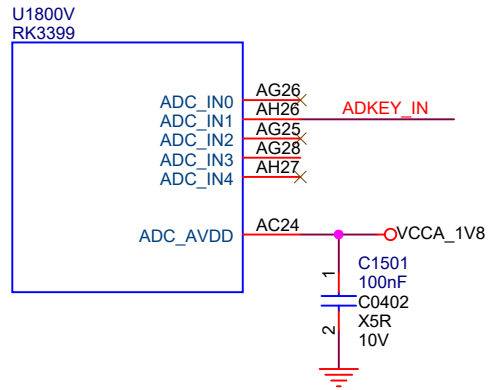 U1800V
RK3399
ADC_IN0 AG26
ADC_IN1 AH26 ADKEY_IN
ADC_IN2 AG25
ADC_IN3 AG28
ADC_IN4 AH27
ADC_AVDD AC24 VCCA_1V8
1 C1501
100nF
C0402
2 X5R
10V